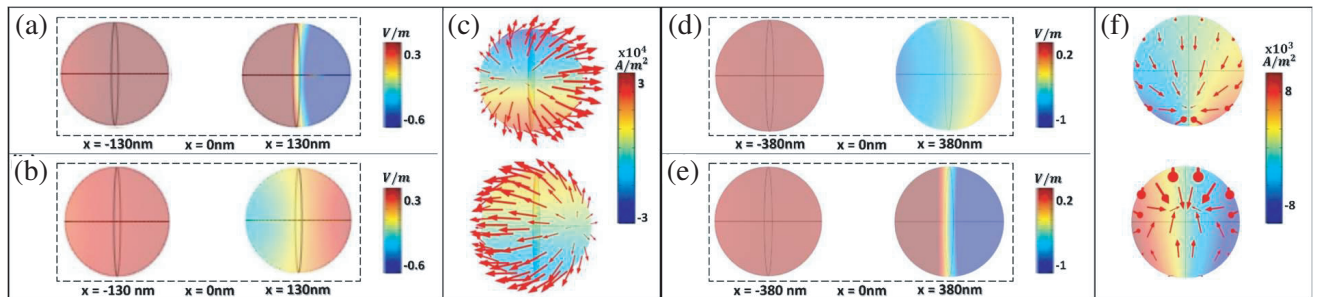 (a)
V/m
0.3
-0.6
x = -130nm x = 0nm x = 130nm
(b)
V/m
0.3
-0.6
x = -130 nm x = 0nm x = 130nm
(c)
x10⁴
A/m²
3
-3
(d)
V/m
0.2
-1
x = -380nm x = 0nm x = 380nm
(e)
V/m
0.2
-1
x = -380 nm x = 0nm x = 380nm
(f)
x10³
A/m²
8
-8